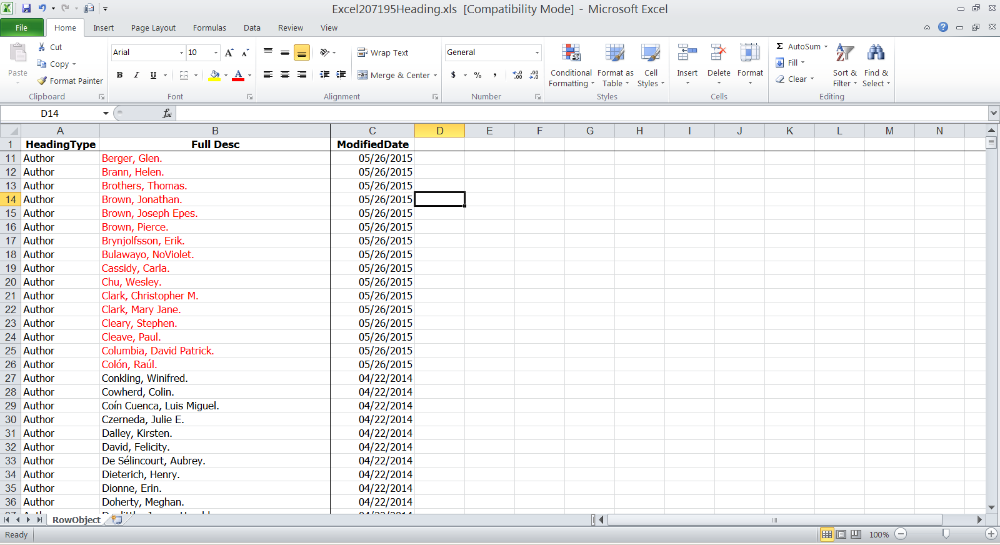 Excel207195Heading.xls [Compatibility Mode] - Microsoft Excel
File Home Insert Page Layout Formulas Data Review View
Paste
Cut
Copy
Format Painter
Clipboard
Arial 10
B I U A
Font
Wrap Text
Merge & Center
Alignment
General
$ % ,
Number
Conditional Formatting
Format as Table
Cell Styles
Styles
Insert Delete Format
Cells
AutoSum
Fill
Clear
Sort & Filter
Find & Select
Editing
D14 fx
A B C D E F G H I J K L M N
1 HeadingType Full Desc ModifiedDate
11 Author Berger, Glen. 05/26/2015
12 Author Brann, Helen. 05/26/2015
13 Author Brothers, Thomas. 05/26/2015
14 Author Brown, Jonathan. 05/26/2015
15 Author Brown, Joseph Epes. 05/26/2015
16 Author Brown, Pierce. 05/26/2015
17 Author Brynjolfsson, Erik. 05/26/2015
18 Author Bulawayo, NoViolet. 05/26/2015
19 Author Cassidy, Carla. 05/26/2015
20 Author Chu, Wesley. 05/26/2015
21 Author Clark, Christopher M. 05/26/2015
22 Author Clark, Mary Jane. 05/26/2015
23 Author Cleary, Stephen. 05/26/2015
24 Author Cleave, Paul. 05/26/2015
25 Author Columbia, David Patrick. 05/26/2015
26 Author Colón, Raúl. 05/26/2015
27 Author Conkling, Winifred. 04/22/2014
28 Author Cowherd, Colin. 04/22/2014
29 Author Coín Cuenca, Luis Miguel. 04/22/2014
30 Author Czerneda, Julie E. 04/22/2014
31 Author Dalley, Kirsten. 04/22/2014
32 Author David, Felicity. 04/22/2014
33 Author De Sélincourt, Aubrey. 04/22/2014
34 Author Dieterich, Henry. 04/22/2014
35 Author Dionne, Erin. 04/22/2014
36 Author Doherty, Meghan. 04/22/2014
RowObject
Ready 100%